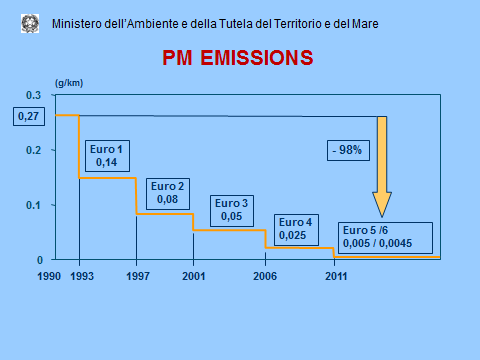 Ministero dell'Ambiente e della Tutela del Territorio e del Mare
PM EMISSIONS
(g/km)
0.3
0,27
0.2
0.1
0
Euro 1
0,14
Euro 2
0,08
Euro 3
0,05
Euro 4
0,025
- 98%
Euro 5 /6
0,005 / 0,0045
1990 1993 1997 2001 2006 2011